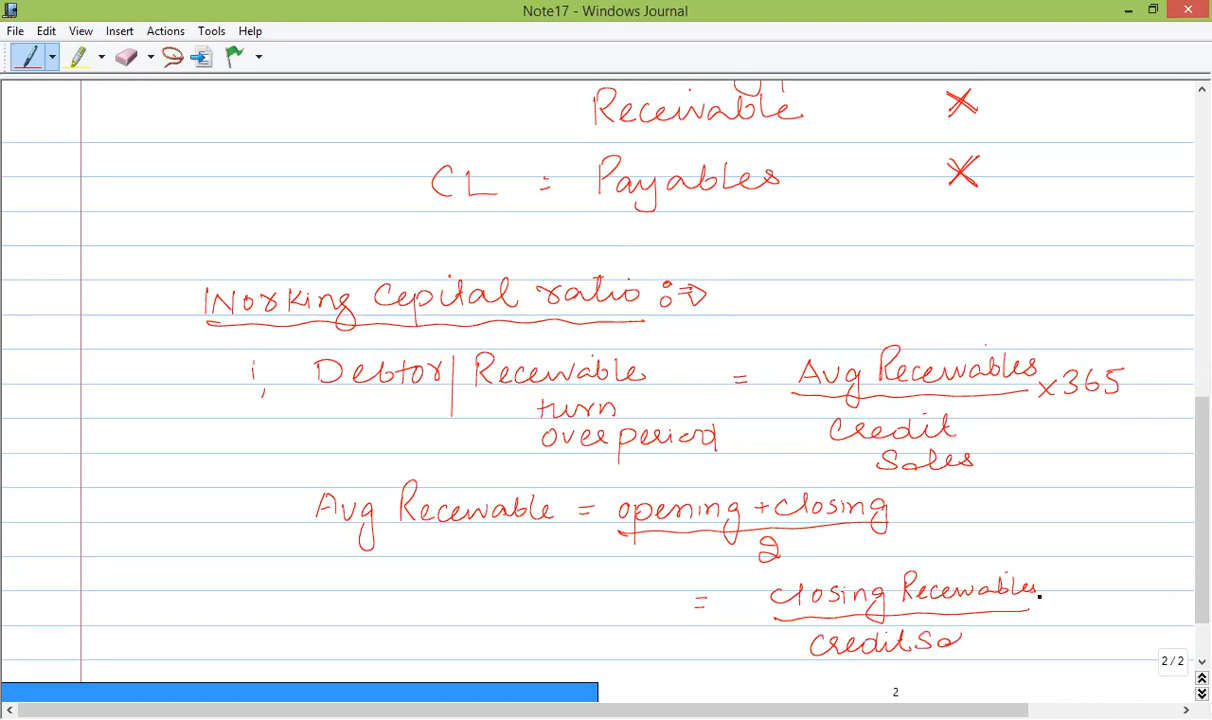 Note17 - Windows Journal
File Edit View Insert Actions Tools Help
Receivable X
CL = Payables X
Working Capital ratio :⇒
i, Debtor | Receivable = Avg Receivables x 365
turn
over period Credit
Sales
Avg Receivable = opening + closing
2
= closing Receivables
Credit Sa
2 / 2
2